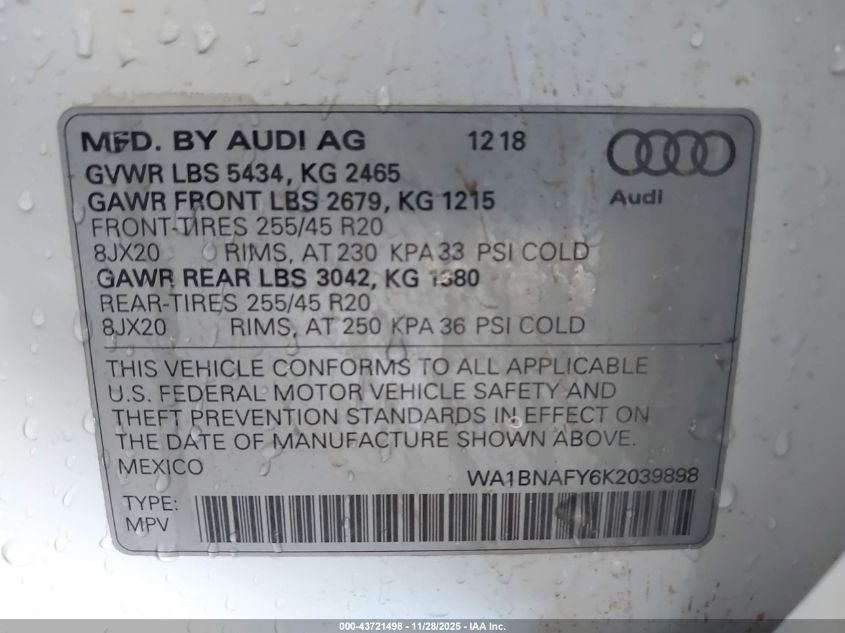 MFD. BY AUDI AG 12 18
GVWR LBS 5434, KG 2465
GAWR FRONT LBS 2679, KG 1215
FRONT-TIRES 255/45 R20
8JX20 RIMS, AT 230 KPA 33 PSI COLD
GAWR REAR LBS 3042, KG 1380
REAR-TIRES 255/45 R20
8JX20 RIMS, AT 250 KPA 36 PSI COLD
Audi
THIS VEHICLE CONFORMS TO ALL APPLICABLE
U.S. FEDERAL MOTOR VEHICLE SAFETY AND
THEFT PREVENTION STANDARDS IN EFFECT ON
THE DATE OF MANUFACTURE SHOWN ABOVE.
MEXICO
WA1BNAFY6K2039898
TYPE:
MPV
000-43721498 - 11/28/2025 - IAA Inc.